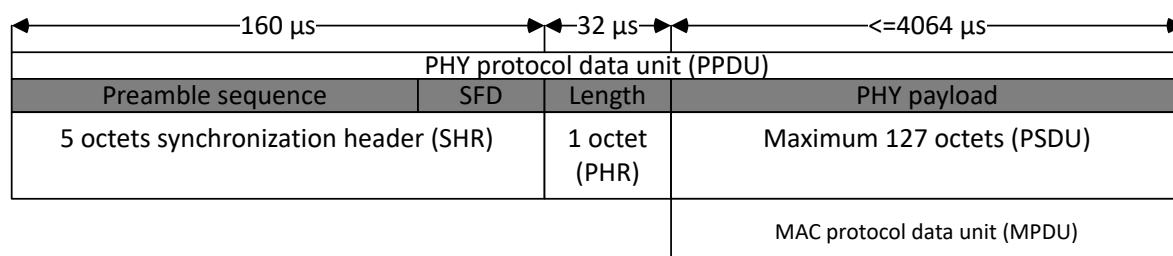 160 µs 32 µs <=4064 µs
PHY protocol data unit (PPDU)
Preamble sequence SFD Length PHY payload
5 octets synchronization header (SHR) 1 octet Maximum 127 octets (PSDU)
(PHR)
MAC protocol data unit (MPDU)